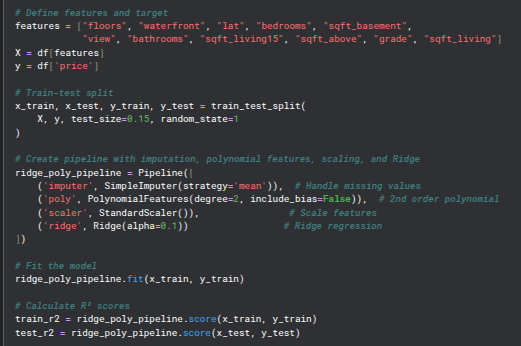 # Define features and target
features = ["floors", "waterfront", "lat", "bedrooms", "sqft_basement",
"view", "bathrooms", "sqft_living15", "sqft_above", "grade", "sqft_living"]
X = df[features]
y = df['price']
# Train-test split
x_train, x_test, y_train, y_test = train_test_split(
X, y, test_size=0.15, random_state=1
)
# Create pipeline with imputation, polynomial features, scaling, and Ridge
ridge_poly_pipeline = Pipeline([
('imputer', SimpleImputer(strategy='mean')), # Handle missing values
('poly', PolynomialFeatures(degree=2, include_bias=False)), # 2nd order polynomial
('scaler', StandardScaler()), # Scale features
('ridge', Ridge(alpha=0.1)) # Ridge regression
])
# Fit the model
ridge_poly_pipeline.fit(x_train, y_train)
# Calculate R² scores
train_r2 = ridge_poly_pipeline.score(x_train, y_train)
test_r2 = ridge_poly_pipeline.score(x_test, y_test)